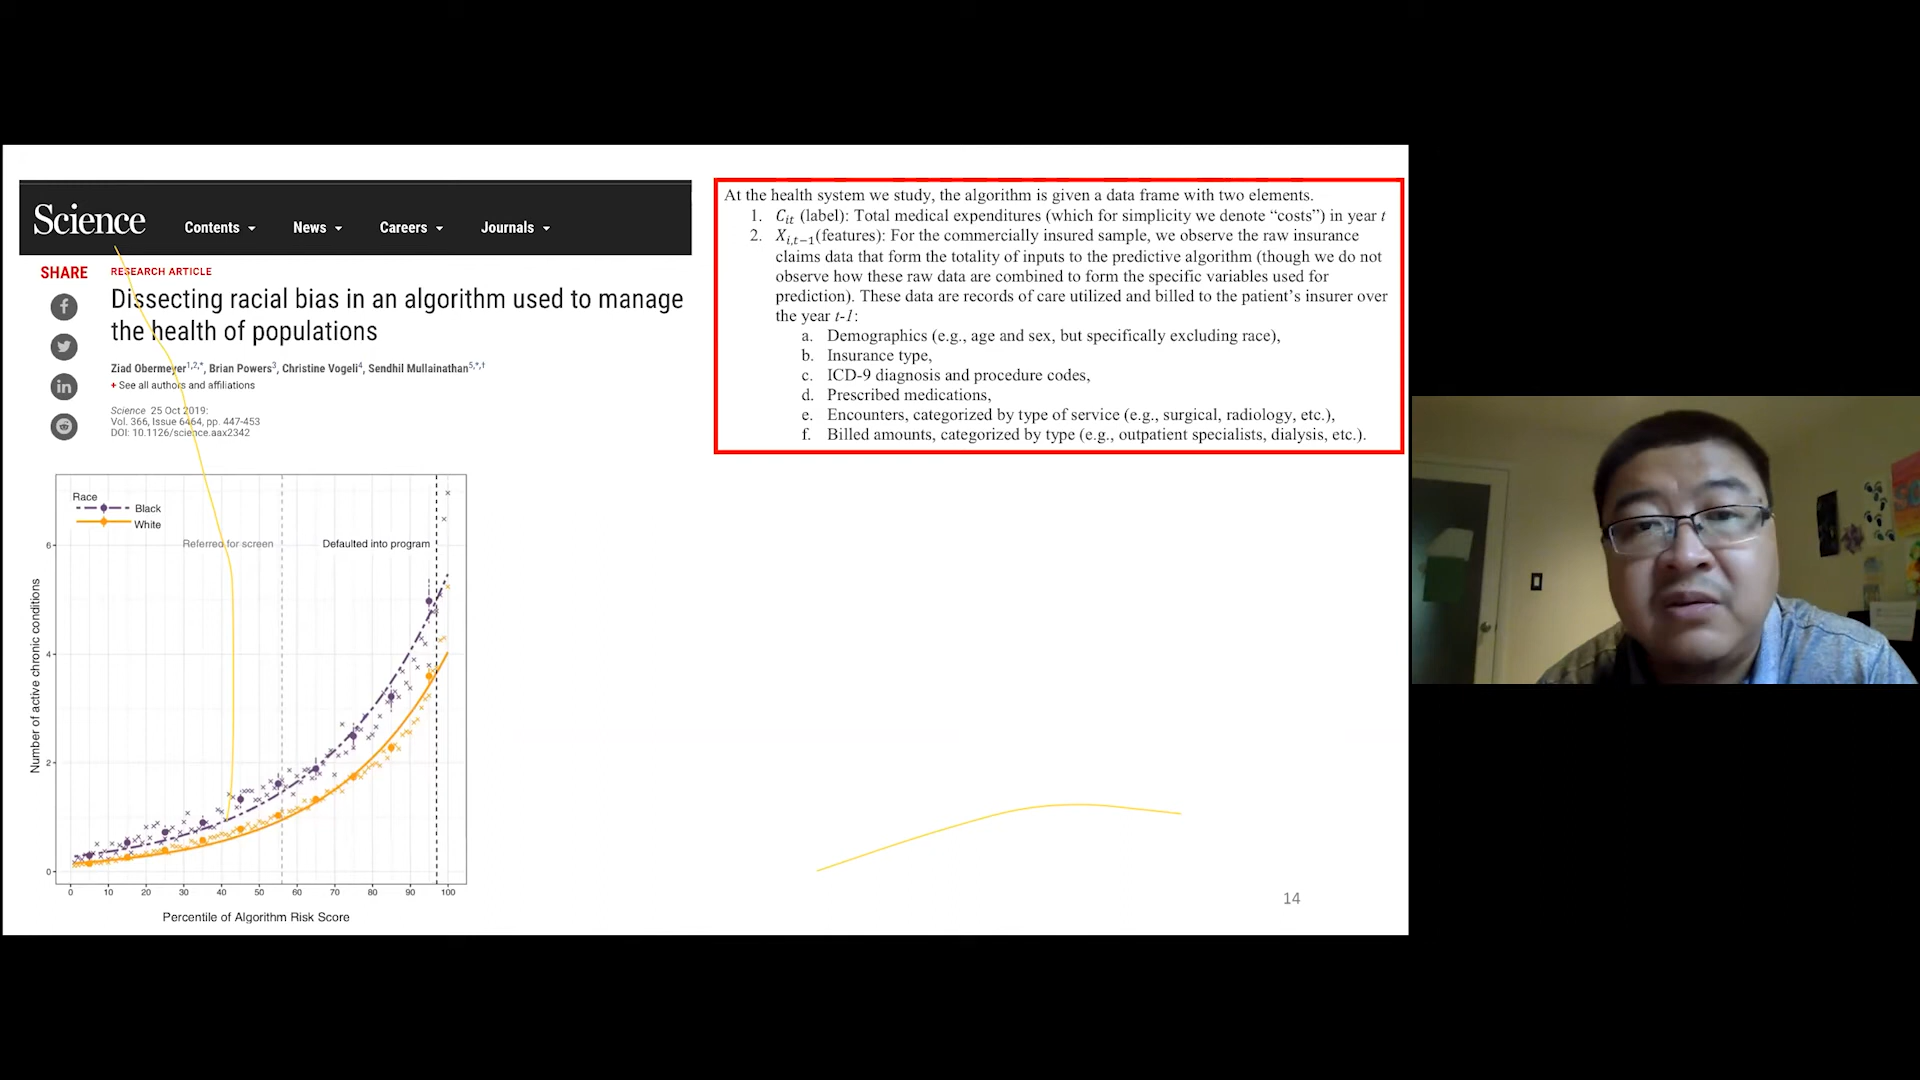 Science
Contents
News
Careers
Journals
SHARE
RESEARCH ARTICLE
Dissecting racial bias in an algorithm used to manage
the health of populations
Ziad Obermeyer1,2,*, Brian Powers3, Christine Vogeli4, Sendhil Mullainathan5,*,†
+ See all authors and affiliations
Science 25 Oct 2019:
Vol. 366, Issue 6464, pp. 447-453
DOI: 10.1126/science.aax2342
Race
Black
White
Referred for screen
Defaulted into program
Number of active chronic conditions
6
4
2
0
0 10 20 30 40 50 60 70 80 90 100
Percentile of Algorithm Risk Score
At the health system we study, the algorithm is given a data frame with two elements.
1. Cit (label): Total medical expenditures (which for simplicity we denote “costs”) in year t
2. Xi,t−1(features): For the commercially insured sample, we observe the raw insurance
claims data that form the totality of inputs to the predictive algorithm (though we do not
observe how these raw data are combined to form the specific variables used for
prediction). These data are records of care utilized and billed to the patient’s insurer over
the year t-1:
a. Demographics (e.g., age and sex, but specifically excluding race),
b. Insurance type,
c. ICD-9 diagnosis and procedure codes,
d. Prescribed medications,
e. Encounters, categorized by type of service (e.g., surgical, radiology, etc.),
f. Billed amounts, categorized by type (e.g., outpatient specialists, dialysis, etc.).
14